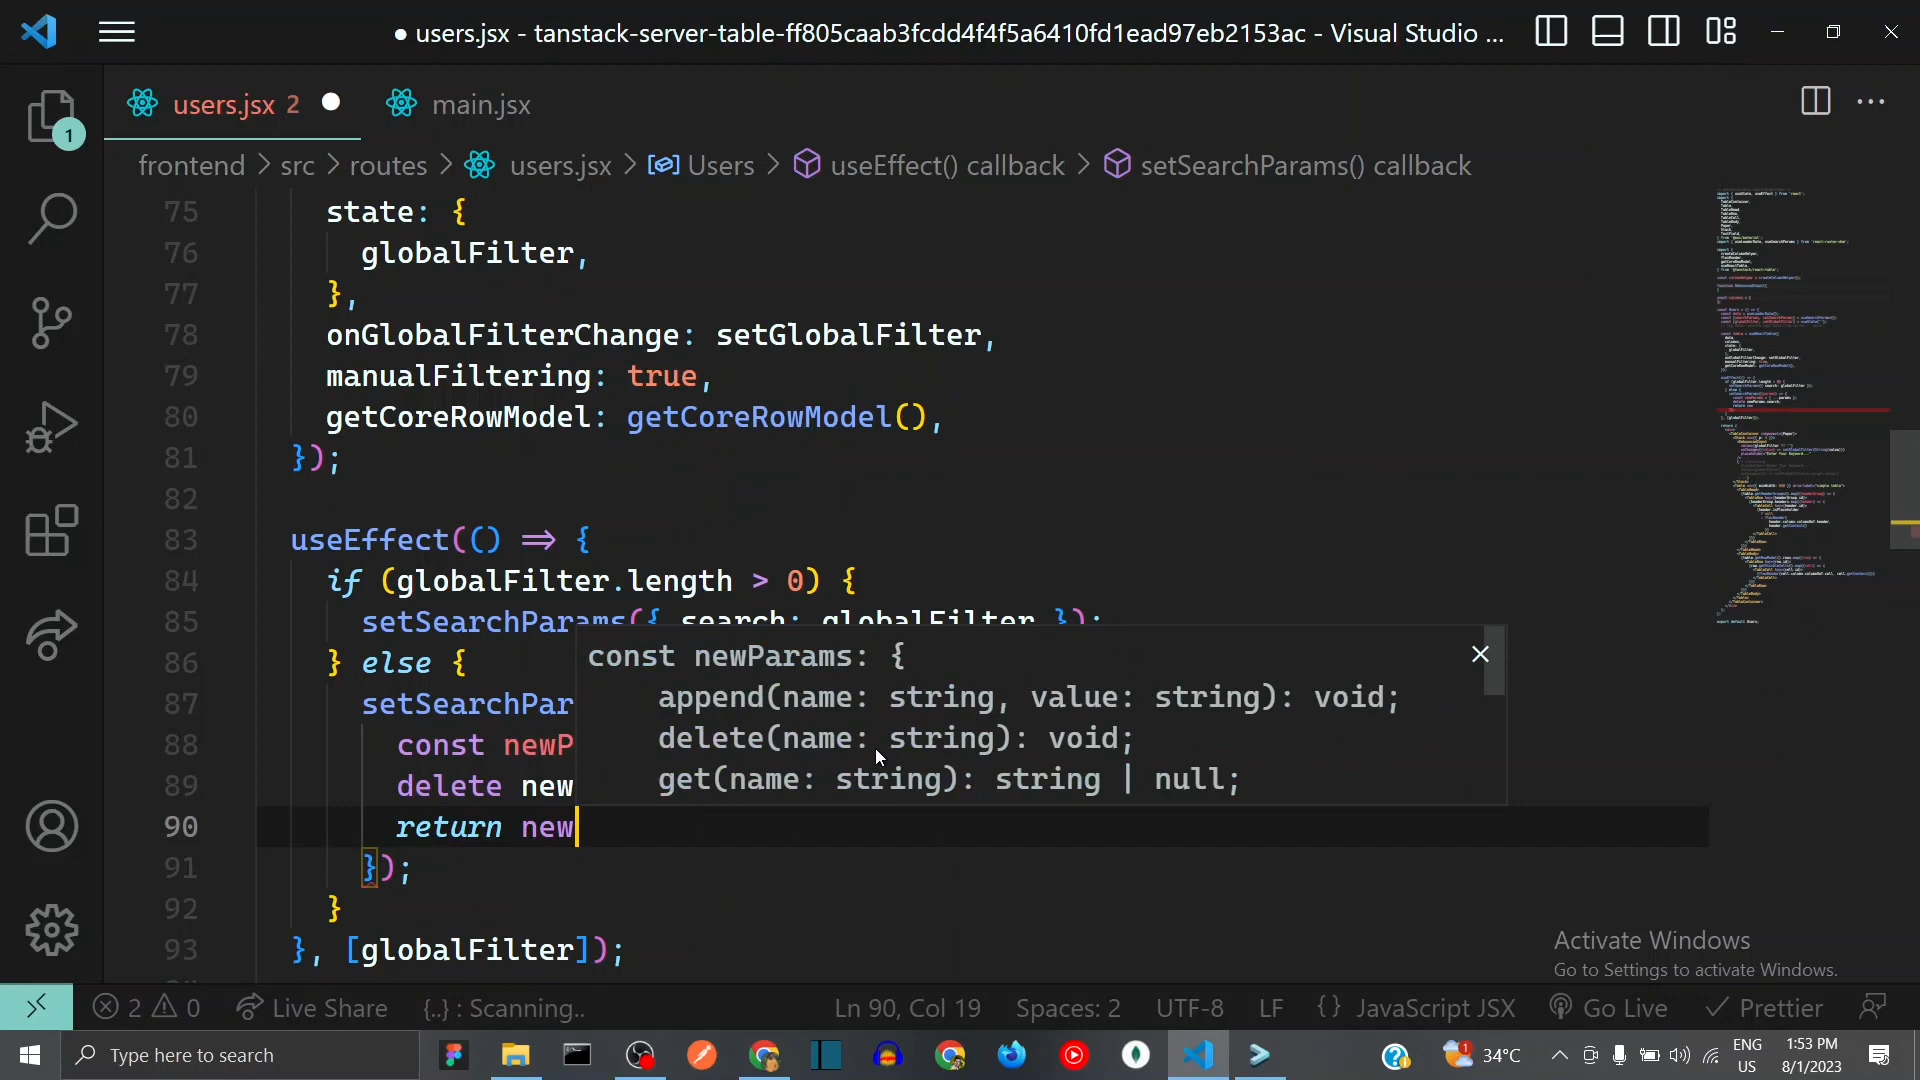 ● users.jsx - tanstack-server-table-ff805caab3fcdd4f4f5a6410fd1ead97eb2153ac - Visual Studio ...
users.jsx 2 ● main.jsx
1
frontend > src > routes > users.jsx > Users > useEffect() callback > setSearchParams() callback
75 state: {
76 globalFilter,
77 },
78 onGlobalFilterChange: setGlobalFilter,
79 manualFiltering: true,
80 getCoreRowModel: getCoreRowModel(),
81 });
82
83 useEffect(() => {
84 if (globalFilter.length > 0) {
85 setSearchParams({ search: globalFilter });
86 } else {
87 setSearchPar
88 const newP
89 delete new
90 return new
91 });
92 }
93 }, [globalFilter]);
const newParams: {
append(name: string, value: string): void;
delete(name: string): void;
get(name: string): string | null;
Activate Windows
Go to Settings to activate Windows.
2 0 Live Share {..} : Scanning.. Ln 90, Col 19 Spaces: 2 UTF-8 LF {} JavaScript JSX Go Live Prettier
Type here to search 1 34°C ENG US 1:53 PM 8/1/2023